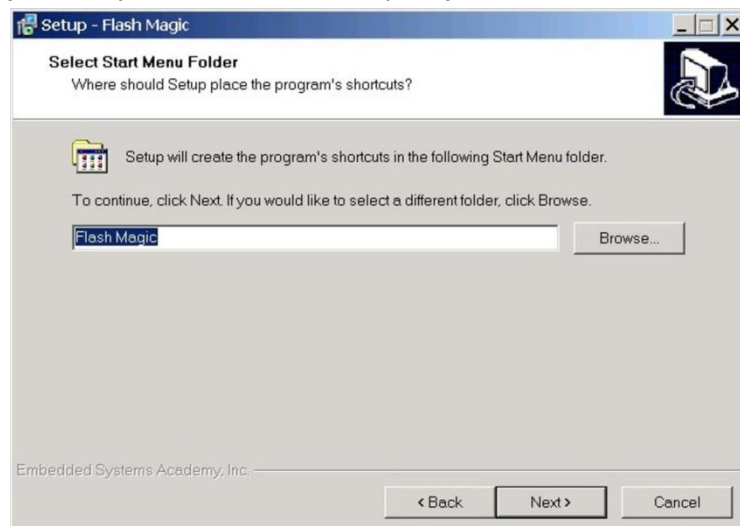 Setup - Flash Magic
Select Start Menu Folder
Where should Setup place the program's shortcuts?
Setup will create the program's shortcuts in the following Start Menu folder.
To continue, click Next. If you would like to select a different folder, click Browse.
Flash Magic
Browse...
Embedded Systems Academy, Inc.
< Back
Next >
Cancel